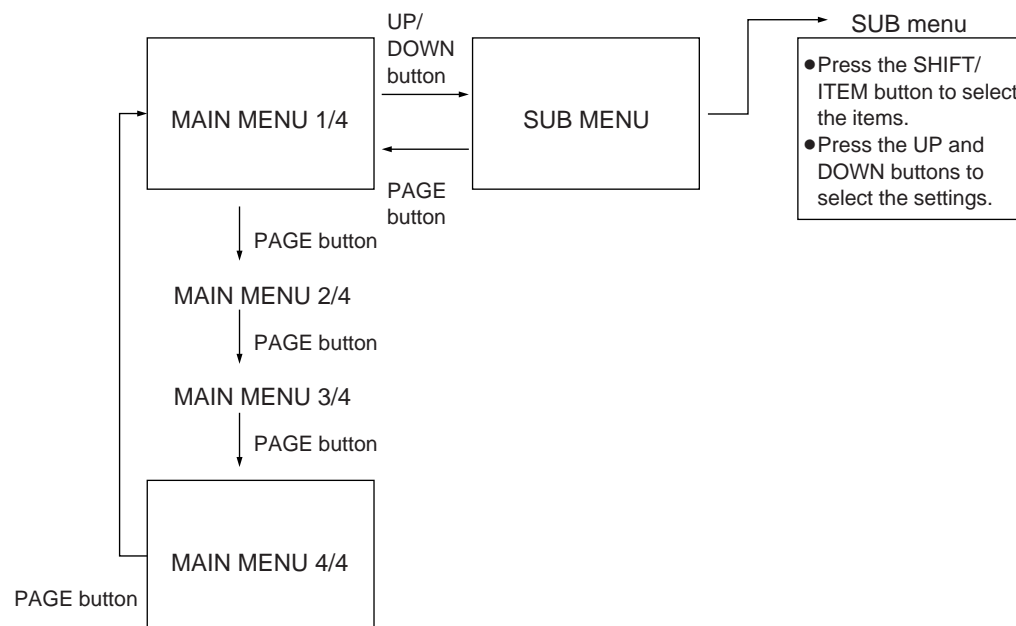 UP/
DOWN
button
SUB menu
●Press the SHIFT/
ITEM button to select
the items.
●Press the UP and
DOWN buttons to
select the settings.
MAIN MENU 1/4
SUB MENU
PAGE
button
PAGE button
MAIN MENU 2/4
PAGE button
MAIN MENU 3/4
PAGE button
MAIN MENU 4/4
PAGE button